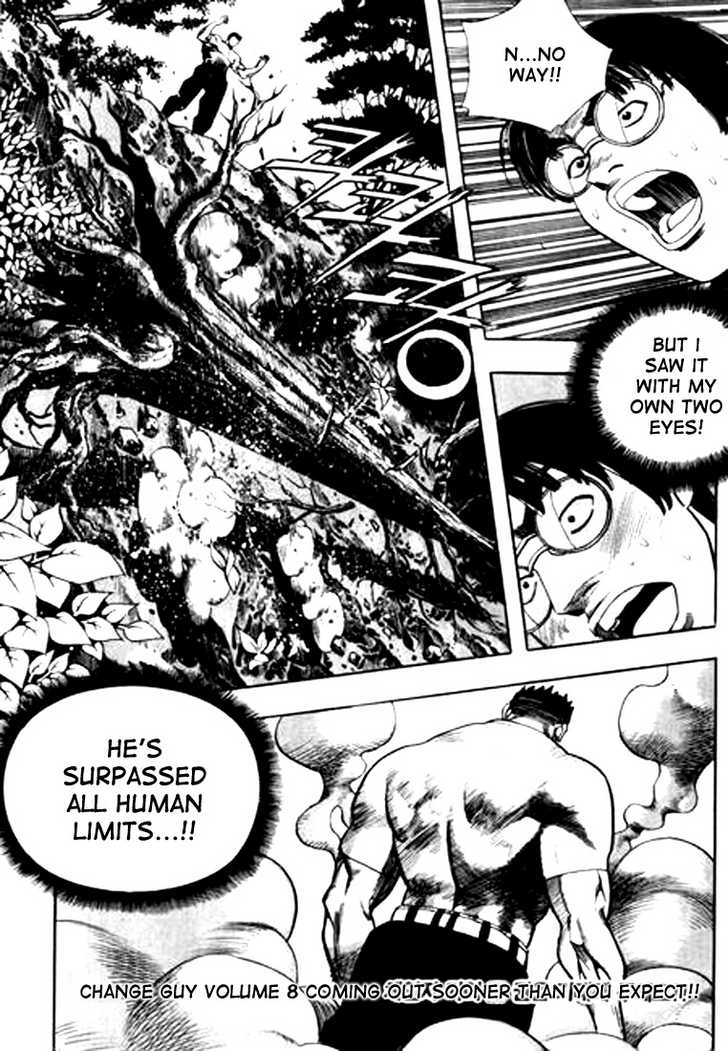 N...NO
WAY!!
BUT I
SAW IT
WITH MY
OWN TWO
EYES!
HE'S
SURPASSED
ALL HUMAN
LIMITS...!!
CHANGE GUY VOLUME 8 COMING OUT SOONER THAN YOU EXPECT!!